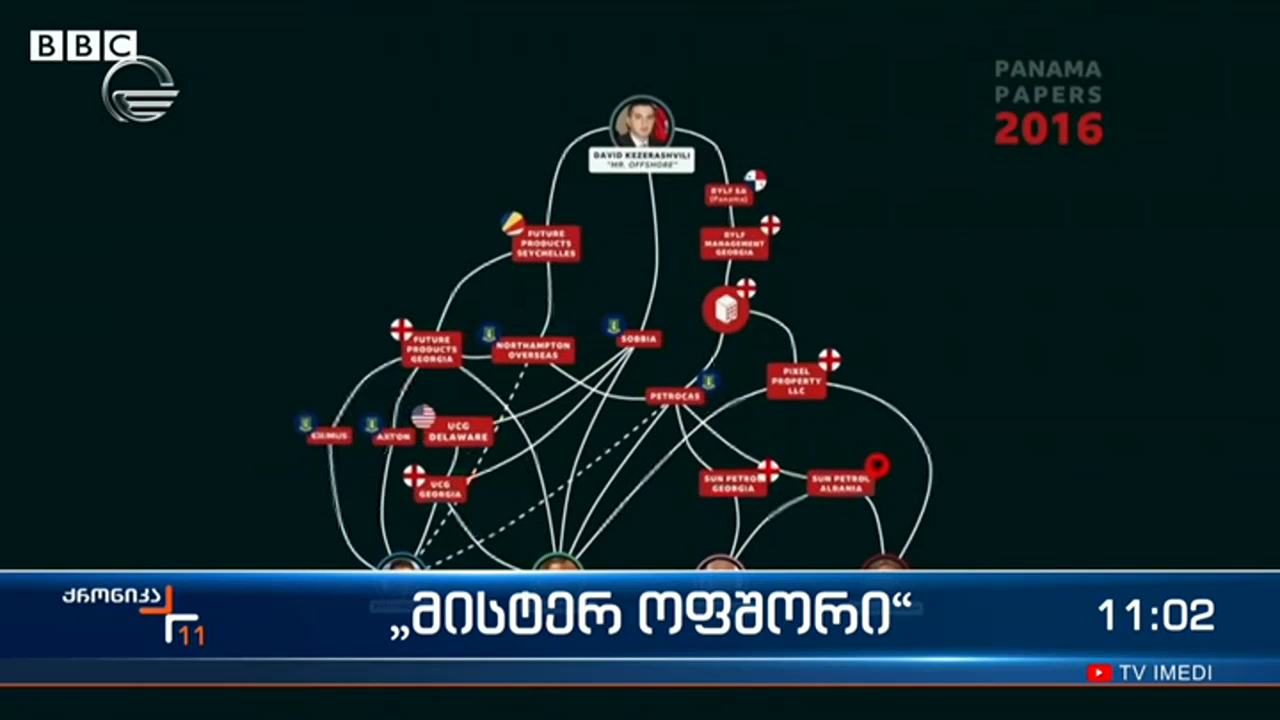 BBC
PANAMA
PAPERS
2016
DAVID KEZERASHVILI
"MR. OFFSHORE"
BYLF SA
(Panama)
FUTURE
PRODUCTS
SEYCHELLES
BYLF
MANAGEMENT
GEORGIA
FUTURE
PRODUCTS
GEORGIA
NORTHAMPTON
OVERSEAS
SOBBIA
PIXEL
PROPERTY
LLC
PETROCAS
AXTON
UCG
DELAWARE
UCG
GEORGIA
SUN PETROL
GEORGIA
SUN PETROL
ALBANIA
ქრონიკა
11
„მისტერ ოფშორი“
11:02
TV IMEDI